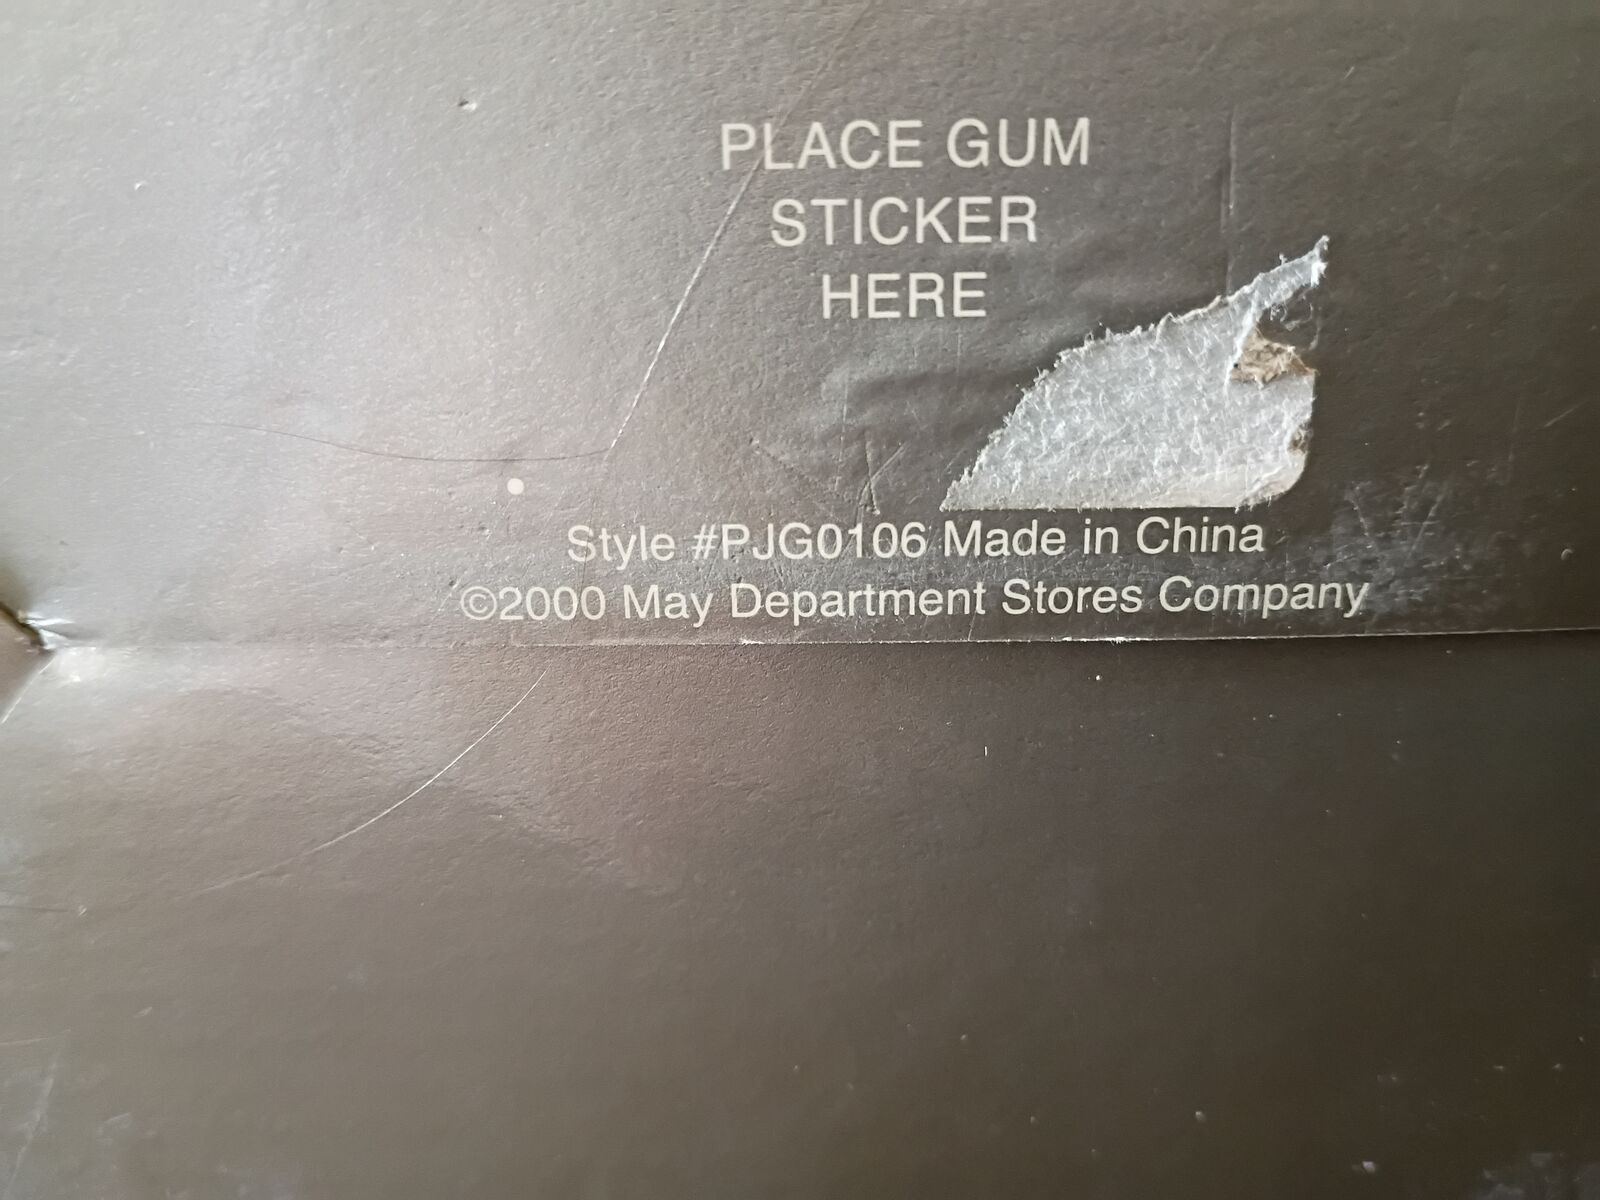 PLACE GUM
STICKER
HERE
Style #PJG0106 Made in China
©2000 May Department Stores Company